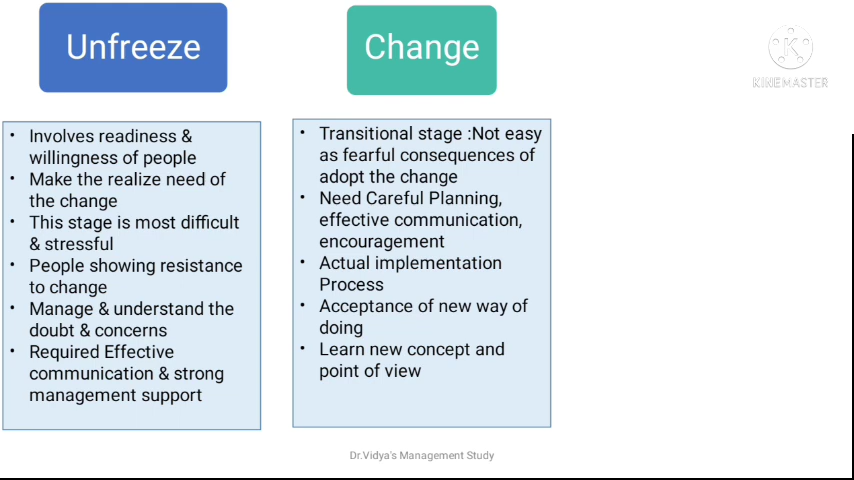 Unfreeze
Change
KINEMASTER
• Involves readiness &
willingness of people
• Make the realize need of
the change
• This stage is most difficult
& stressful
• People showing resistance
to change
• Manage & understand the
doubt & concerns
• Required Effective
communication & strong
management support
• Transitional stage :Not easy
as fearful consequences of
adopt the change
• Need Careful Planning,
effective communication,
encouragement
• Actual implementation
Process
• Acceptance of new way of
doing
• Learn new concept and
point of view
Dr.Vidya's Management Study